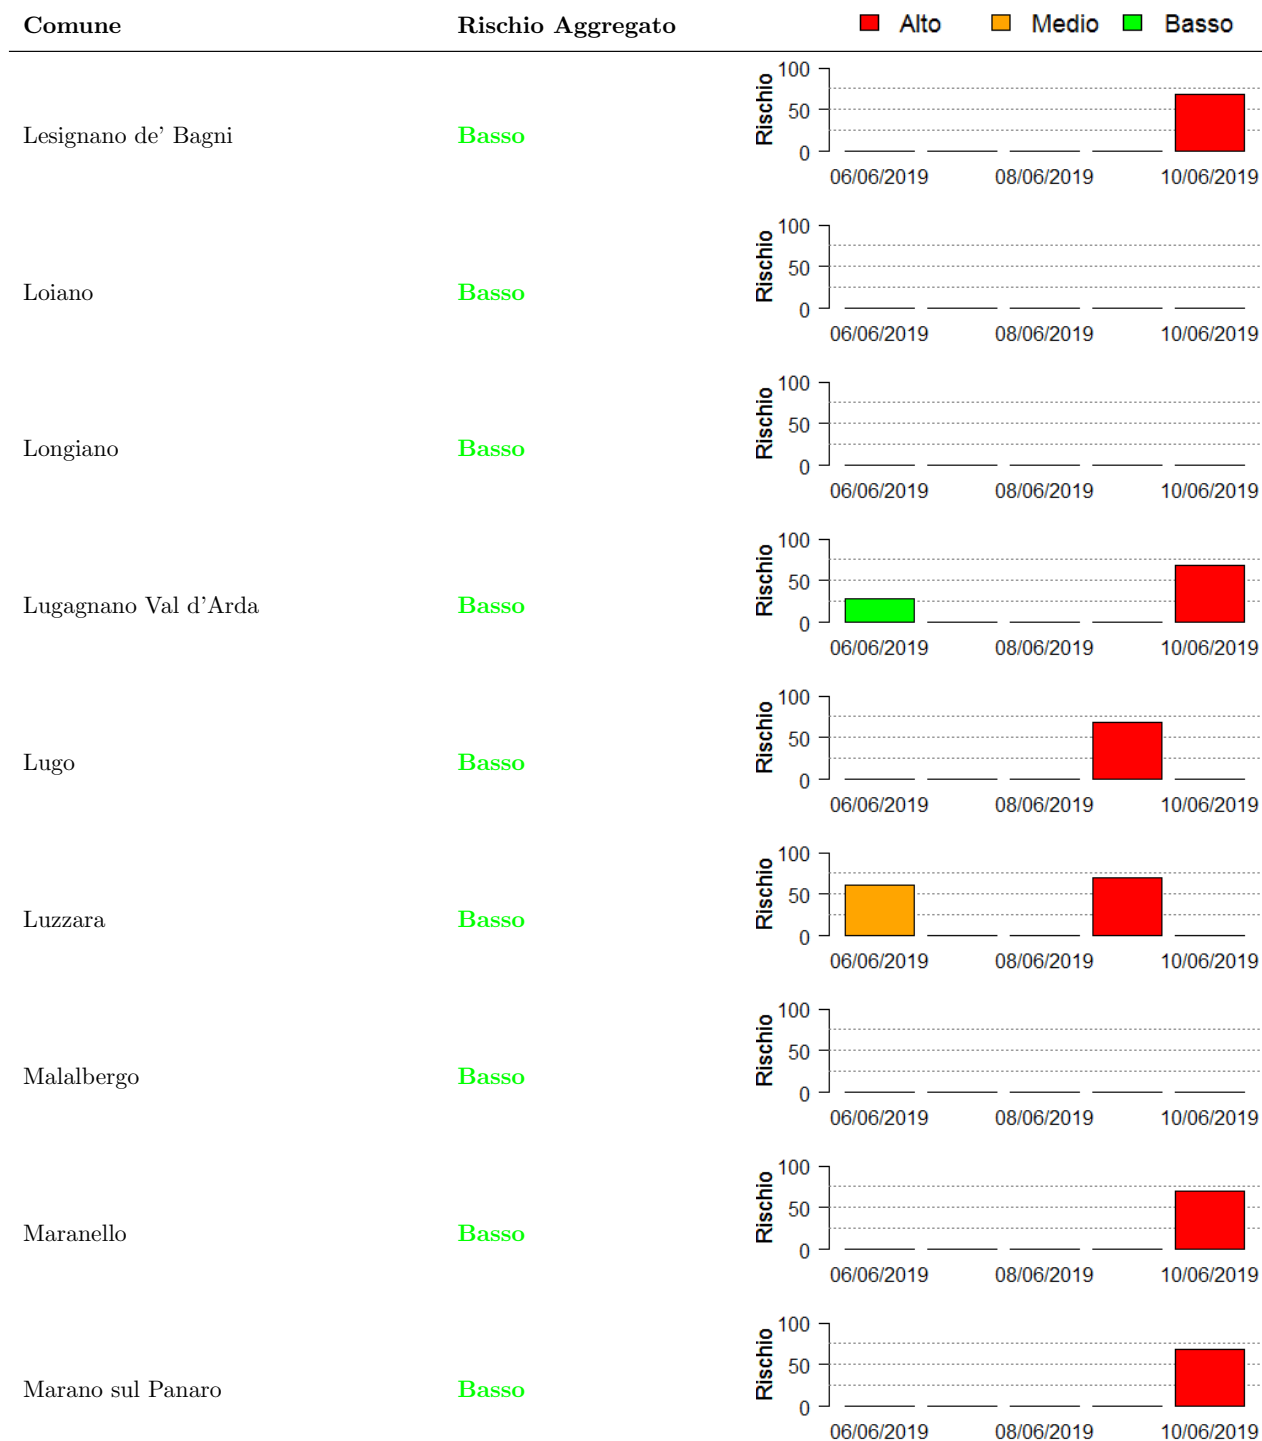 Comune Rischio Aggregato Alto Medio Basso
Lesignano de' Bagni Basso Rischio 100 50 0
06/06/2019 08/06/2019 10/06/2019
Loiano Basso Rischio 100 50 0
06/06/2019 08/06/2019 10/06/2019
Longiano Basso Rischio 100 50 0
06/06/2019 08/06/2019 10/06/2019
Lugagnano Val d'Arda Basso Rischio 100 50 0
06/06/2019 08/06/2019 10/06/2019
Lugo Basso Rischio 100 50 0
06/06/2019 08/06/2019 10/06/2019
Luzzara Basso Rischio 100 50 0
06/06/2019 08/06/2019 10/06/2019
Malalbergo Basso Rischio 100 50 0
06/06/2019 08/06/2019 10/06/2019
Maranello Basso Rischio 100 50 0
06/06/2019 08/06/2019 10/06/2019
Marano sul Panaro Basso Rischio 100 50 0
06/06/2019 08/06/2019 10/06/2019